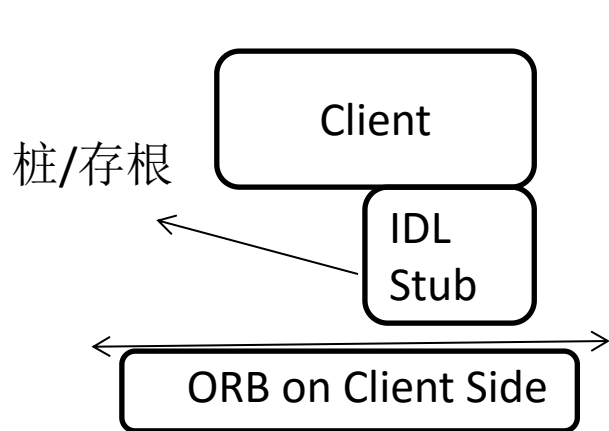 Client
桩/存根
IDL
Stub
ORB on Client Side